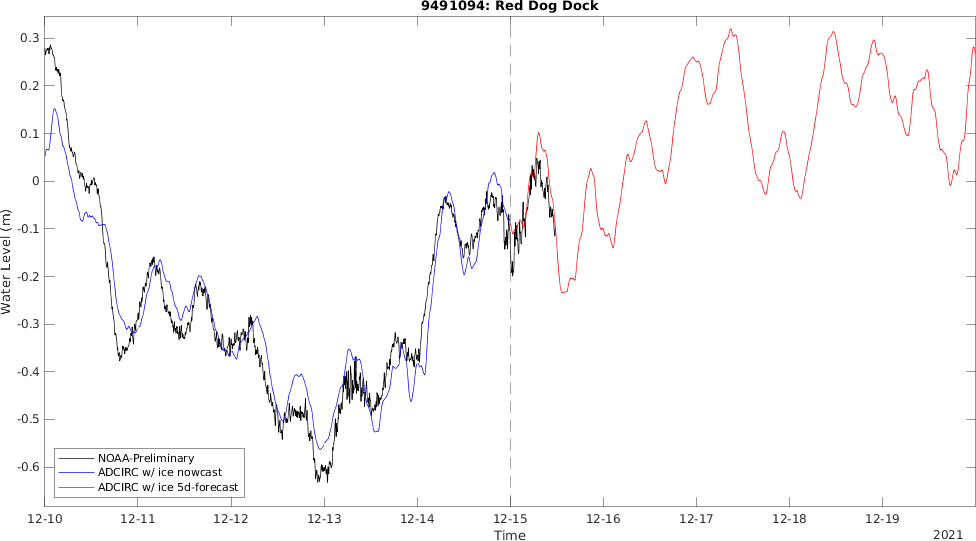 9491094: Red Dog Dock
0.3
0.2
0.1
0
-0.1
-0.2
-0.3
-0.4
-0.5
-0.6
Water Level (m)
NOAA-Preliminary
ADCIRC w/ ice nowcast
ADCIRC w/ ice 5d-forecast
12-10 12-11 12-12 12-13 12-14 12-15 12-16 12-17 12-18 12-19
Time
2021